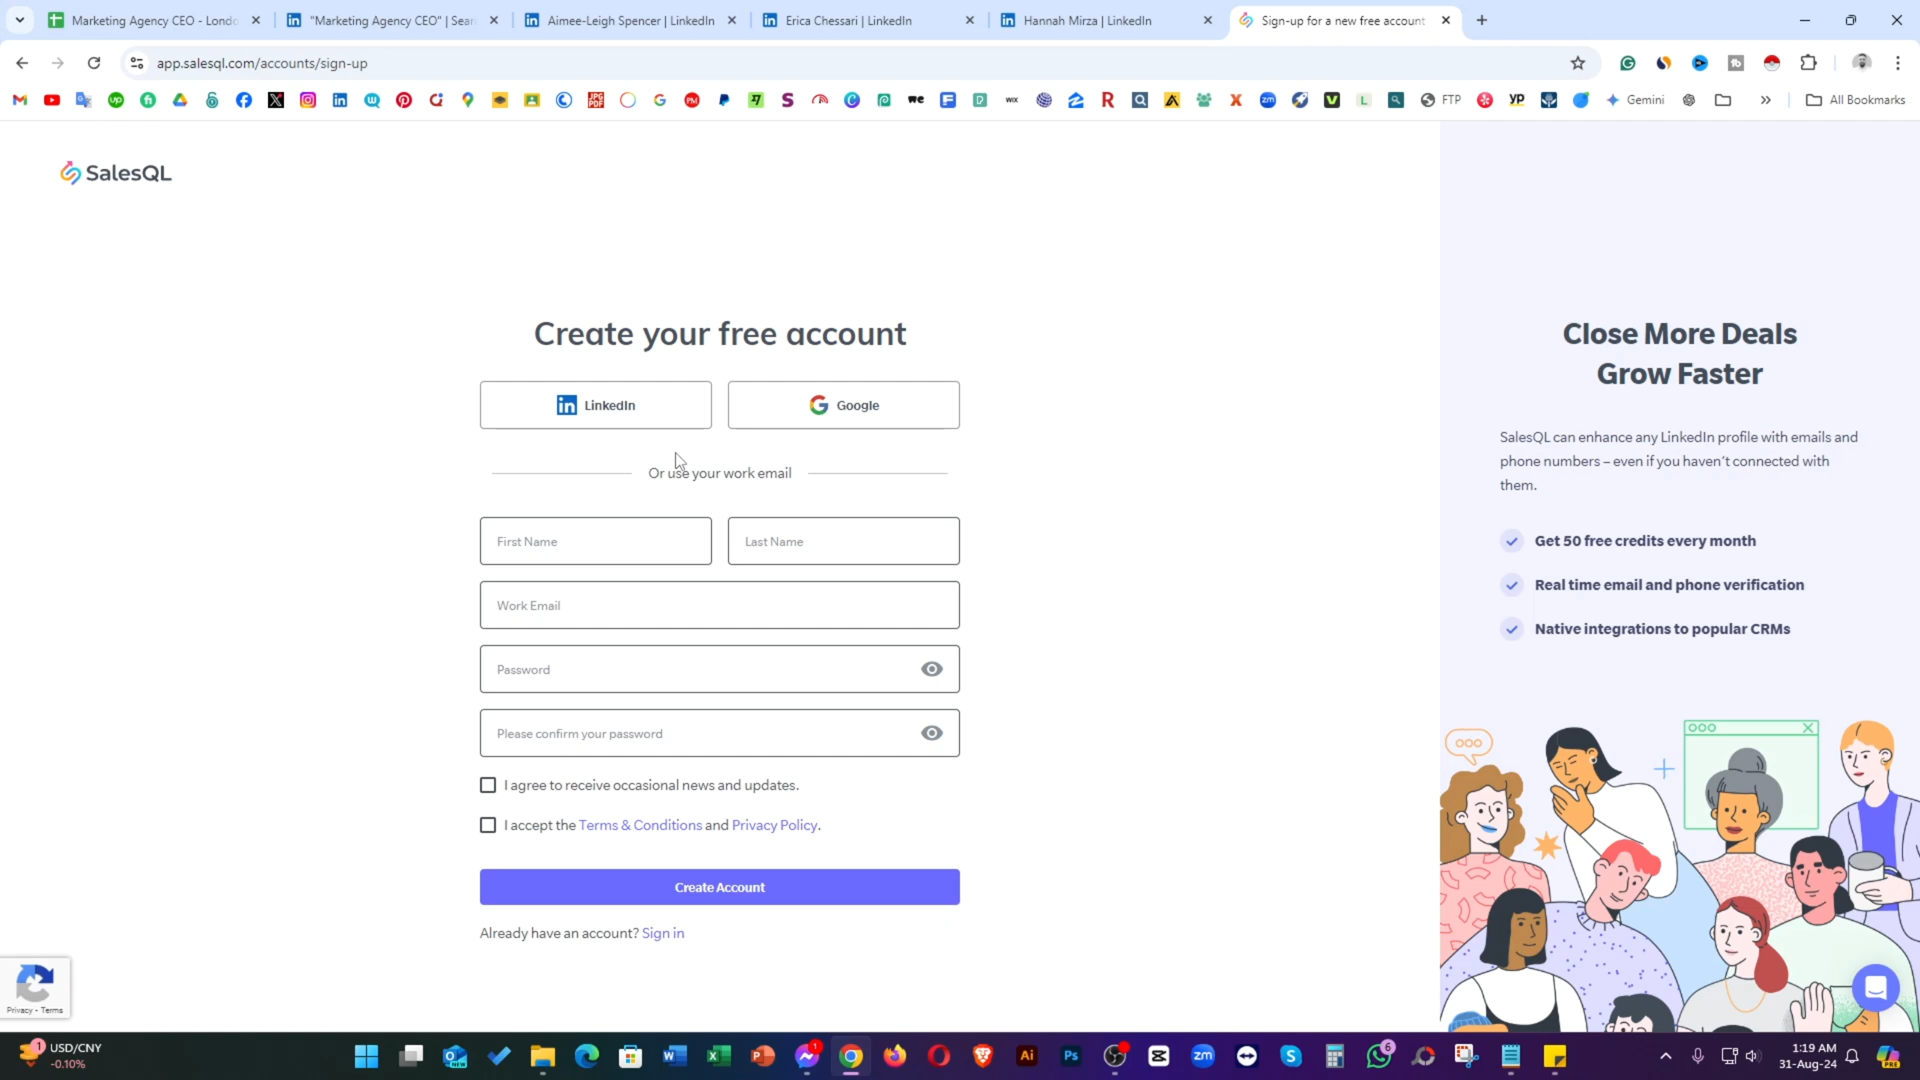 Marketing Agency CEO - Londo
"Marketing Agency CEO" | Sear
Aimee-Leigh Spencer | LinkedIn
Erica Chessari | LinkedIn
Hannah Mirza | LinkedIn
Sign-up for a new free account
app.salesql.com/accounts/sign-up
FTP
Gemini
All Bookmarks
SalesQL
Create your free account
LinkedIn
Google
Or use your work email
First Name
Last Name
Work Email
Password
Please confirm your password
I agree to receive occasional news and updates.
I accept the Terms & Conditions and Privacy Policy.
Create Account
Already have an account? Sign in
Privacy - Terms
Close More Deals
Grow Faster
SalesQL can enhance any LinkedIn profile with emails and
phone numbers – even if you haven't connected with
them.
Get 50 free credits every month
Real time email and phone verification
Native integrations to popular CRMs
USD/CNY
-0.10%
1:19 AM
31-Aug-24